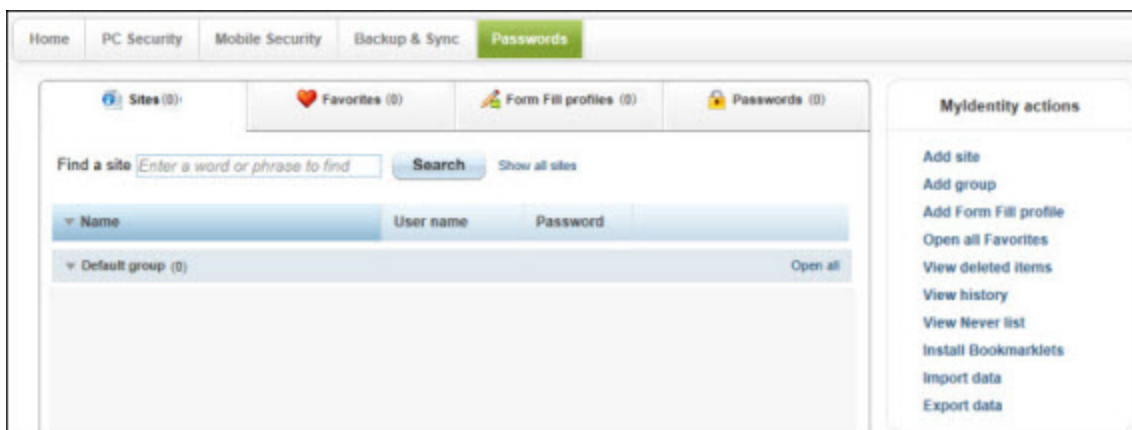 Home PC Security Mobile Security Backup & Sync Passwords
Sites (0) Favorites (0) Form Fill profiles (0) Passwords (0)
Find a site Enter a word or phrase to find Search Show all sites
Name User name Password
Default group (0) Open all
MyIdentity actions
Add site
Add group
Add Form Fill profile
Open all Favorites
View deleted items
View history
View Never list
Install Bookmarklets
Import data
Export data